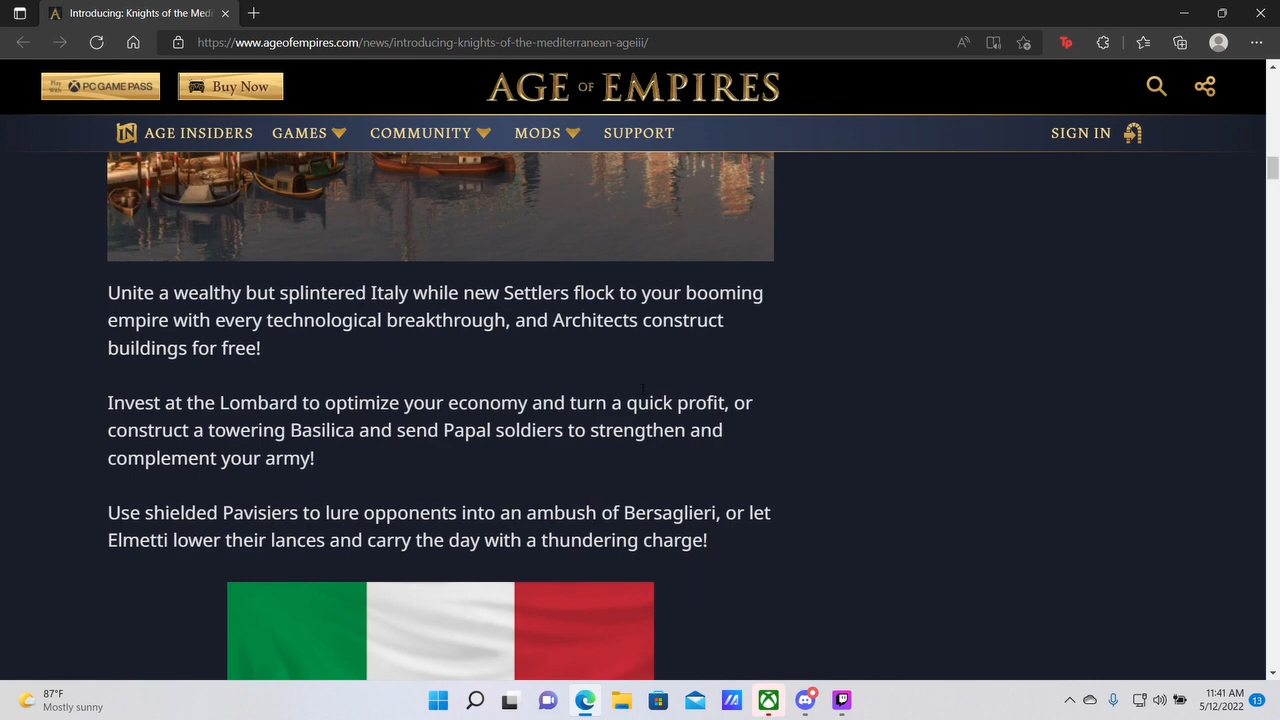 Introducing: Knights of the Medi
https://www.ageofempires.com/news/introducing-knights-of-the-mediterranean-ageiii/
PC GAME PASS
Buy Now
AGE OF EMPIRES
AGE INSIDERS
GAMES
COMMUNITY
MODS
SUPPORT
SIGN IN
Unite a wealthy but splintered Italy while new Settlers flock to your booming
empire with every technological breakthrough, and Architects construct
buildings for free!
Invest at the Lombard to optimize your economy and turn a quick profit, or
construct a towering Basilica and send Papal soldiers to strengthen and
complement your army!
Use shielded Pavisiers to lure opponents into an ambush of Bersaglieri, or let
Elmetti lower their lances and carry the day with a thundering charge!
87°F
Mostly sunny
11:41 AM
5/12/2022
13